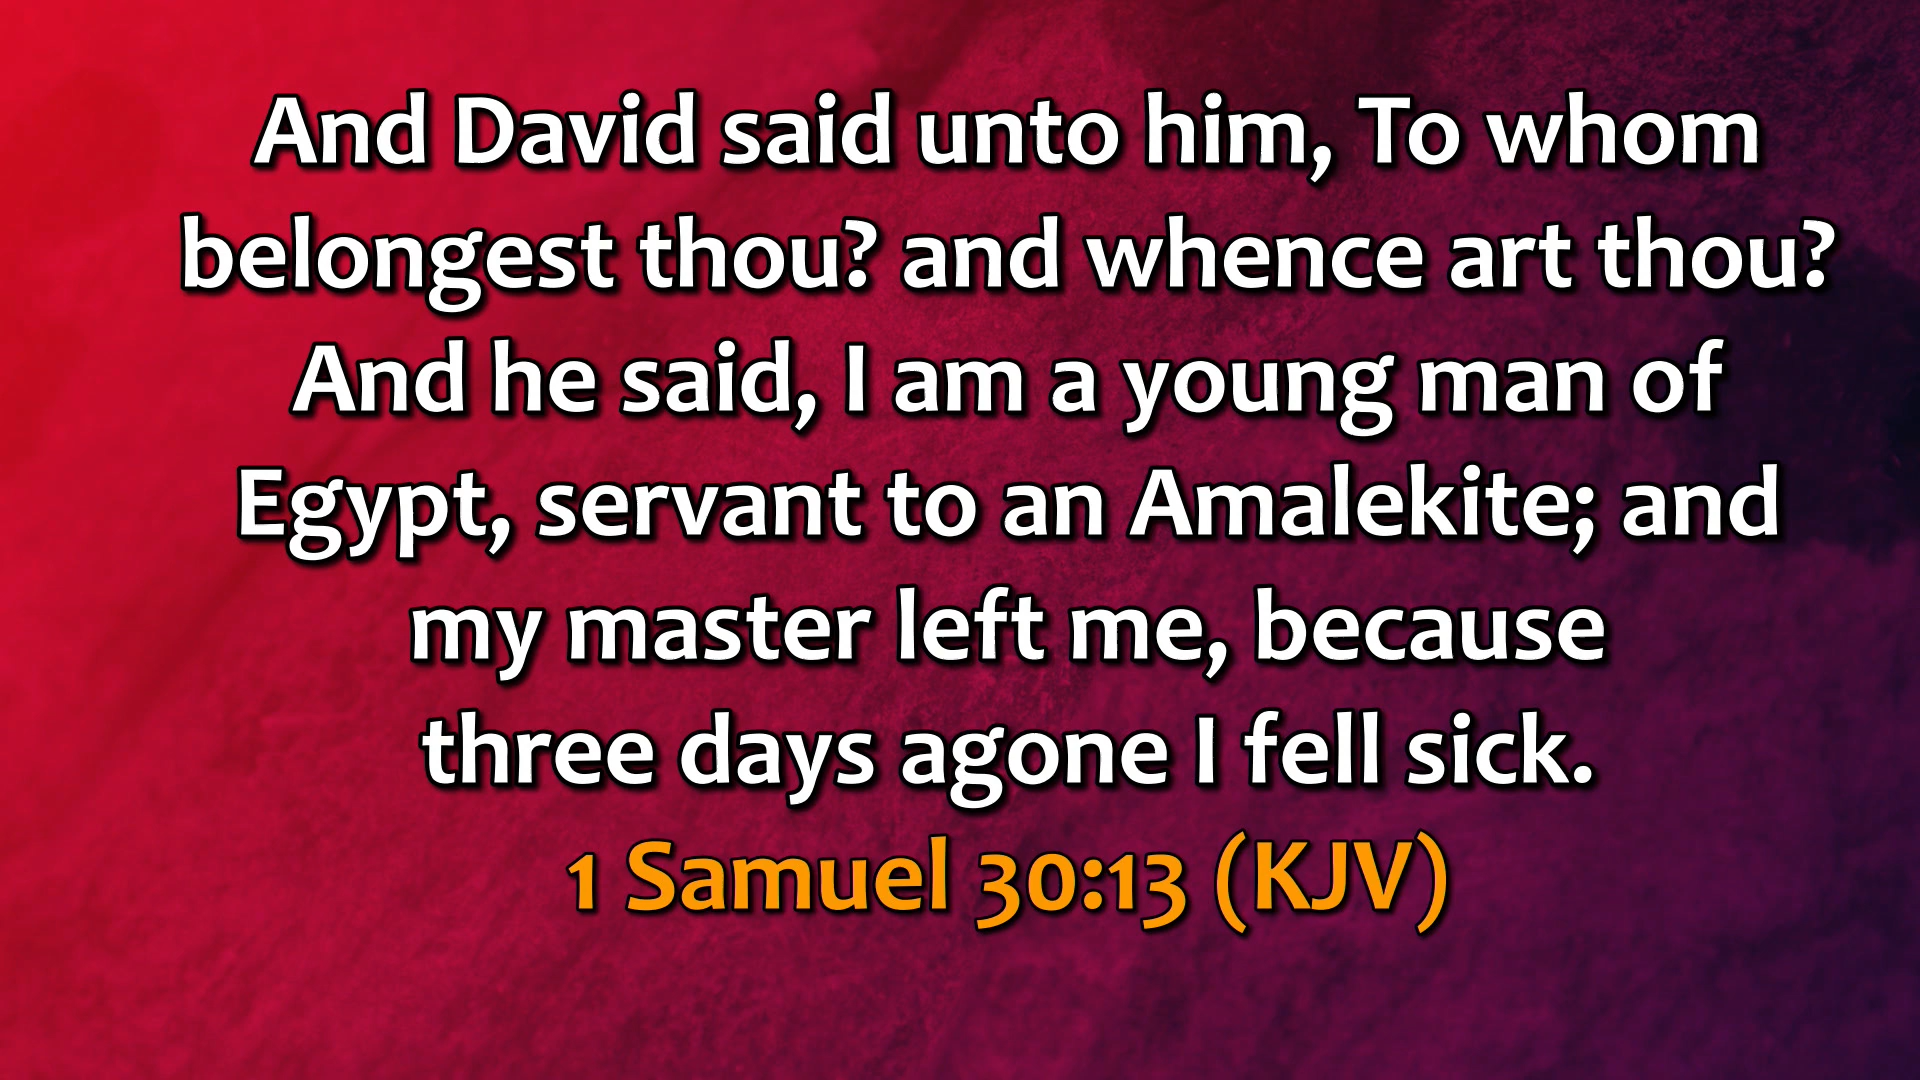 And David said unto him, To whom
belongest thou? and whence art thou?
And he said, I am a young man of
Egypt, servant to an Amalekite; and
my master left me, because
three days agone I fell sick.
1 Samuel 30:13 (KJV)